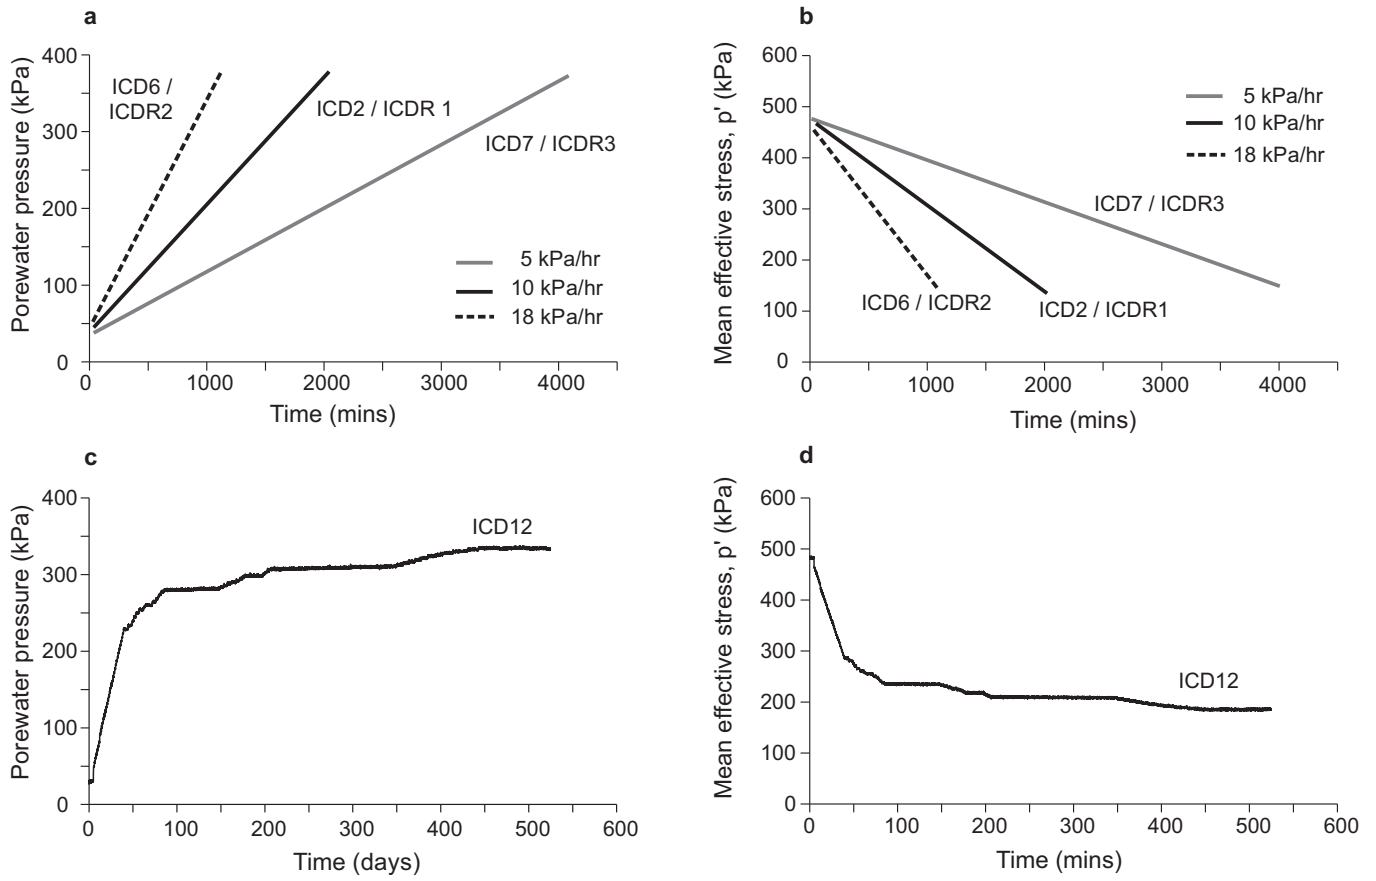 a
Porewater pressure (kPa)
400
300
200
100
0
0 1000 2000 3000 4000
Time (mins)
ICD6 /
ICDR2
ICD2 / ICDR 1
ICD7 / ICDR3
5 kPa/hr
10 kPa/hr
18 kPa/hr
b
Mean effective stress, p' (kPa)
600
500
400
300
200
100
0
0 1000 2000 3000 4000
Time (mins)
5 kPa/hr
10 kPa/hr
18 kPa/hr
ICD7 / ICDR3
ICD6 / ICDR2
ICD2 / ICDR1
c
Porewater pressure (kPa)
400
300
200
100
0
0 100 200 300 400 500 600
Time (days)
ICD12
d
Mean effective stress, p' (kPa)
600
500
400
300
200
100
0
0 100 200 300 400 500 600
Time (mins)
ICD12